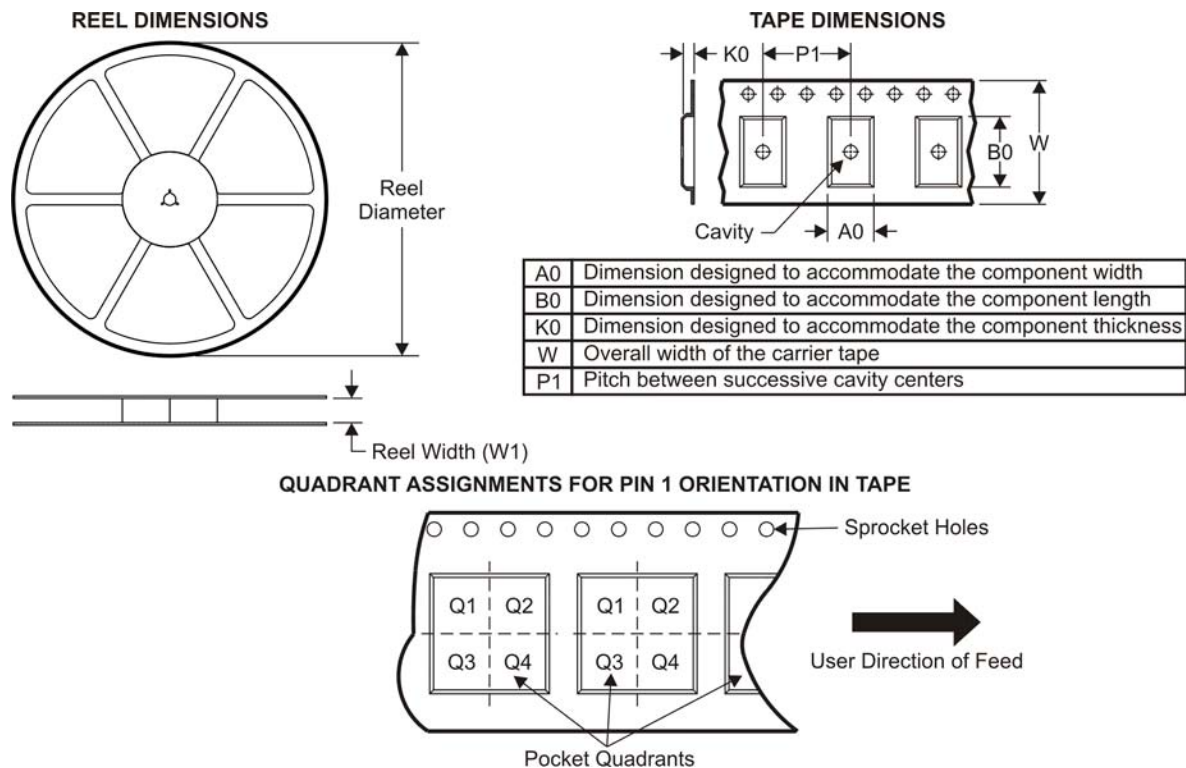 REEL DIMENSIONS
Reel
Diameter
Reel Width (W1)
TAPE DIMENSIONS
K0
P1
B0
W
Cavity
A0
A0 Dimension designed to accommodate the component width
B0 Dimension designed to accommodate the component length
K0 Dimension designed to accommodate the component thickness
W Overall width of the carrier tape
P1 Pitch between successive cavity centers
QUADRANT ASSIGNMENTS FOR PIN 1 ORIENTATION IN TAPE
Sprocket Holes
Q1 Q2 Q1 Q2
Q3 Q4 Q3 Q4
User Direction of Feed
Pocket Quadrants